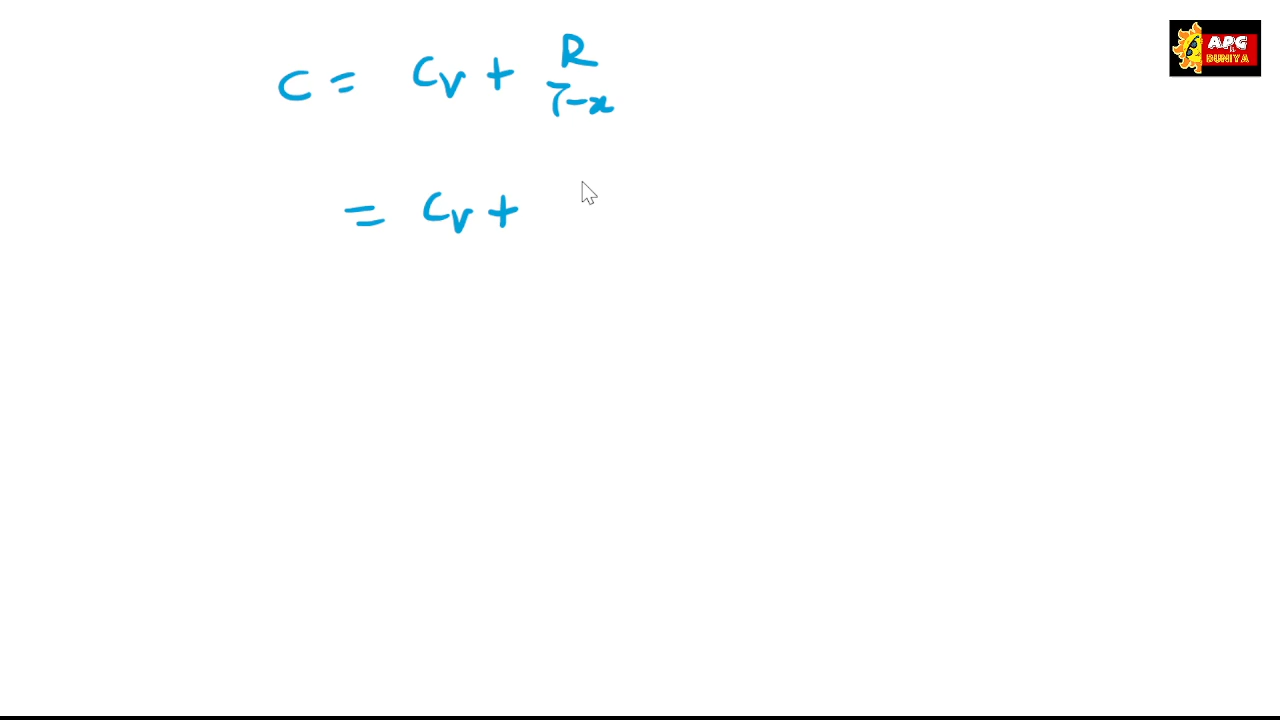 C = Cv + R
1-x
= Cv +
APG
DUNIYA